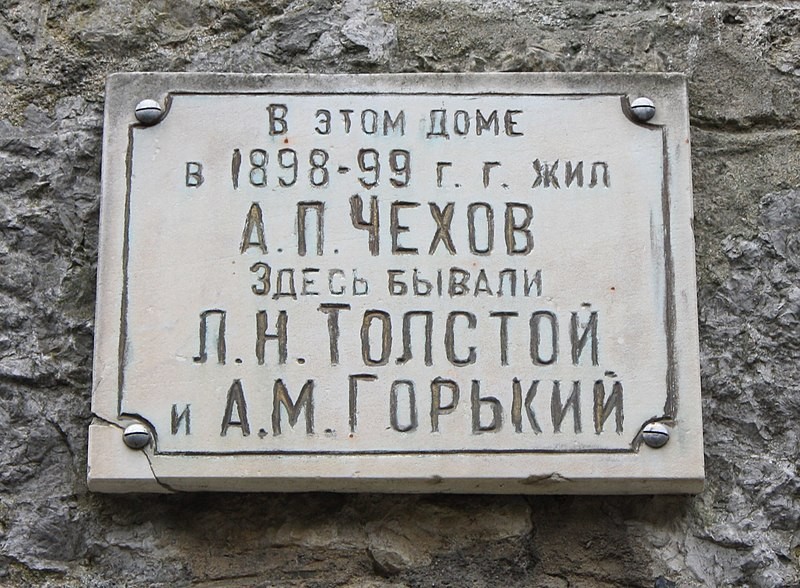 В ЭТОМ ДОМЕ
В 1898-99 Г. Г. ЖИЛ
А.П.ЧЕХОВ
ЗДЕСЬ БЫВАЛИ
Л.Н.ТОЛСТОЙ
И А.М.ГОРЬКИЙ